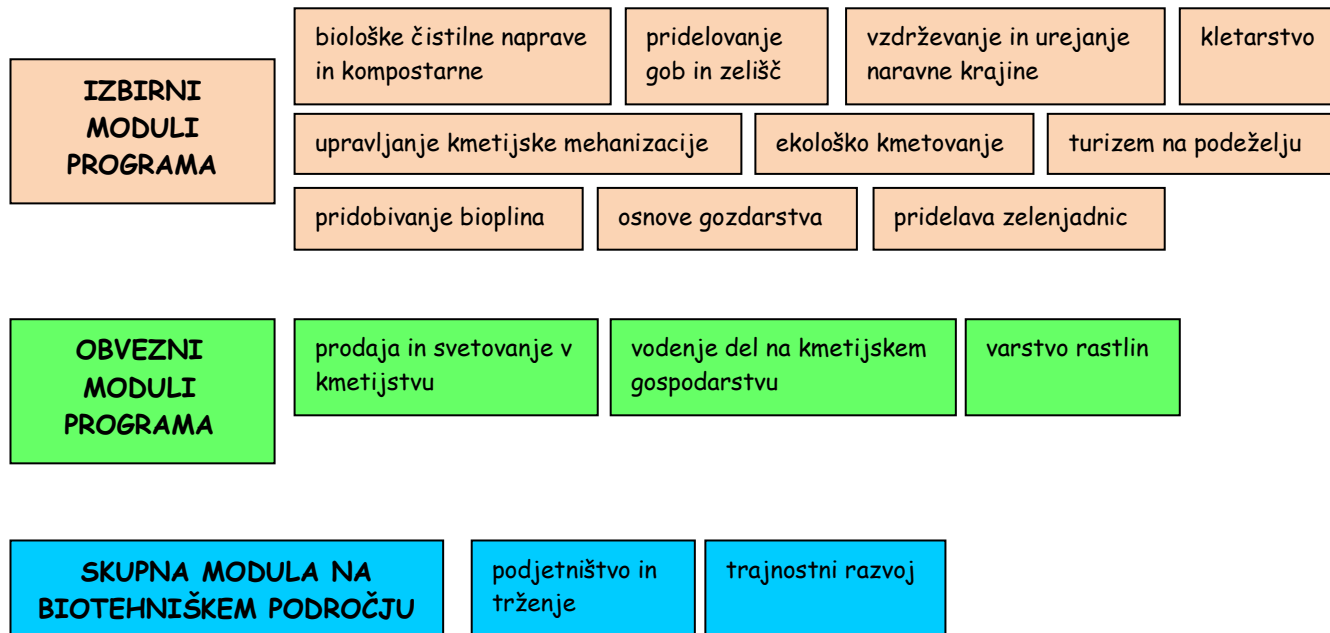 IZBIRNI
MODULI
PROGRAMA
biološke čistilne naprave
in kompostarne
pridelovanje
gob in zelišč
vzdrževanje in urejanje
naravne krajine
kletarstvo
upravljanje kmetijske mehanizacije
ekološko kmetovanje
turizem na podeželju
pridobivanje bioplina
osnove gozdarstva
pridelava zelenjadnic
OBVEZNI
MODULI
PROGRAMA
prodaja in svetovanje v
kmetijstvu
vodenje del na kmetijskem
gospodarstvu
varstvo rastlin
SKUPNA MODULA NA
BIOTEHNIŠKEM PODROČJU
podjetništvo in
trženje
trajnostni razvoj